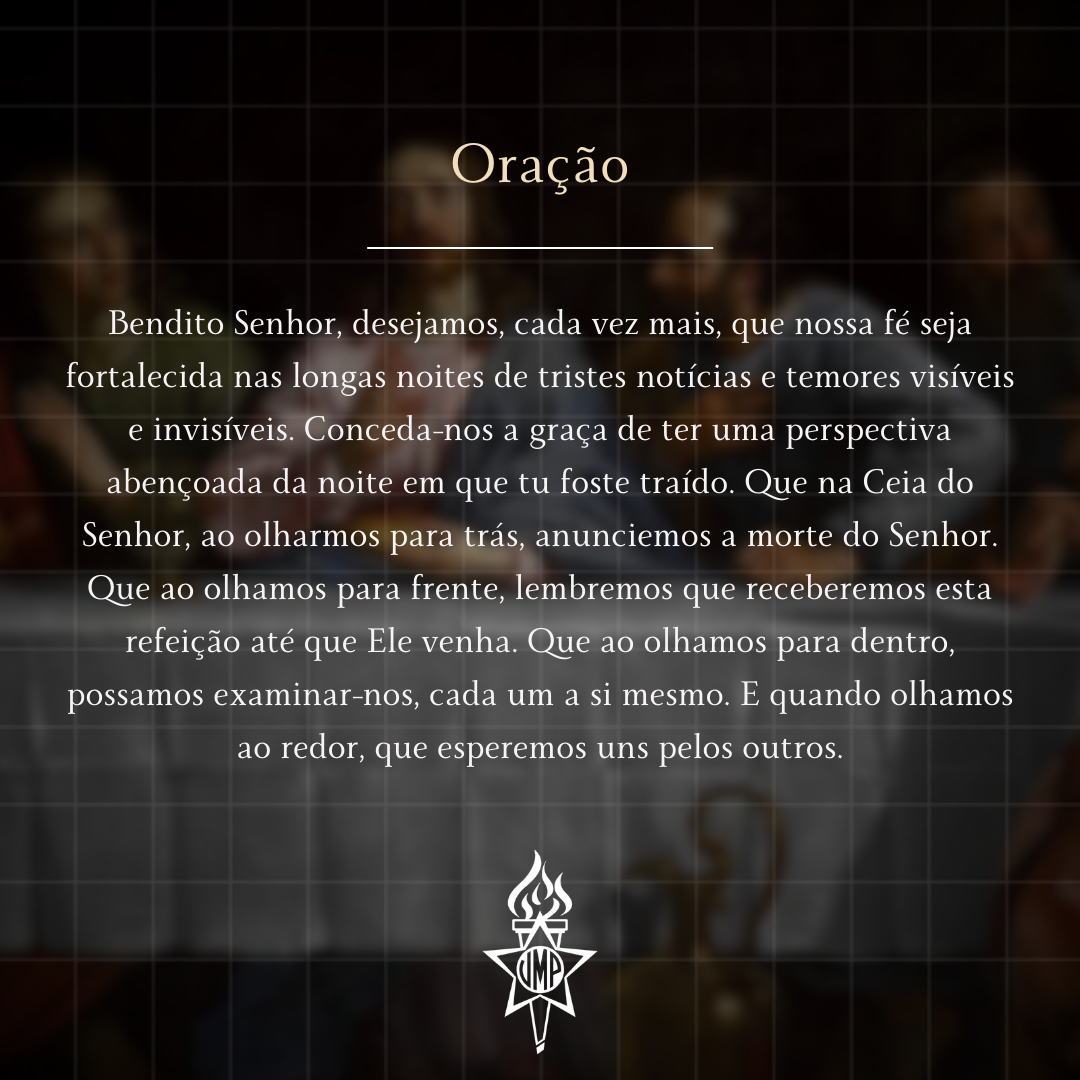 Oração
Bendito Senhor, desejamos, cada vez mais, que nossa fé seja
fortalecida nas longas noites de tristes notícias e temores visíveis
e invisíveis. Conceda-nos a graça de ter uma perspectiva
abençoada da noite em que tu foste traído. Que na Ceia do
Senhor, ao olharmos para trás, anunciemos a morte do Senhor.
Que ao olhamos para frente, lembremos que receberemos esta
refeição até que Ele venha. Que ao olhamos para dentro,
possamos examinar-nos, cada um a si mesmo. E quando olhamos
ao redor, que esperemos uns pelos outros.
UMP